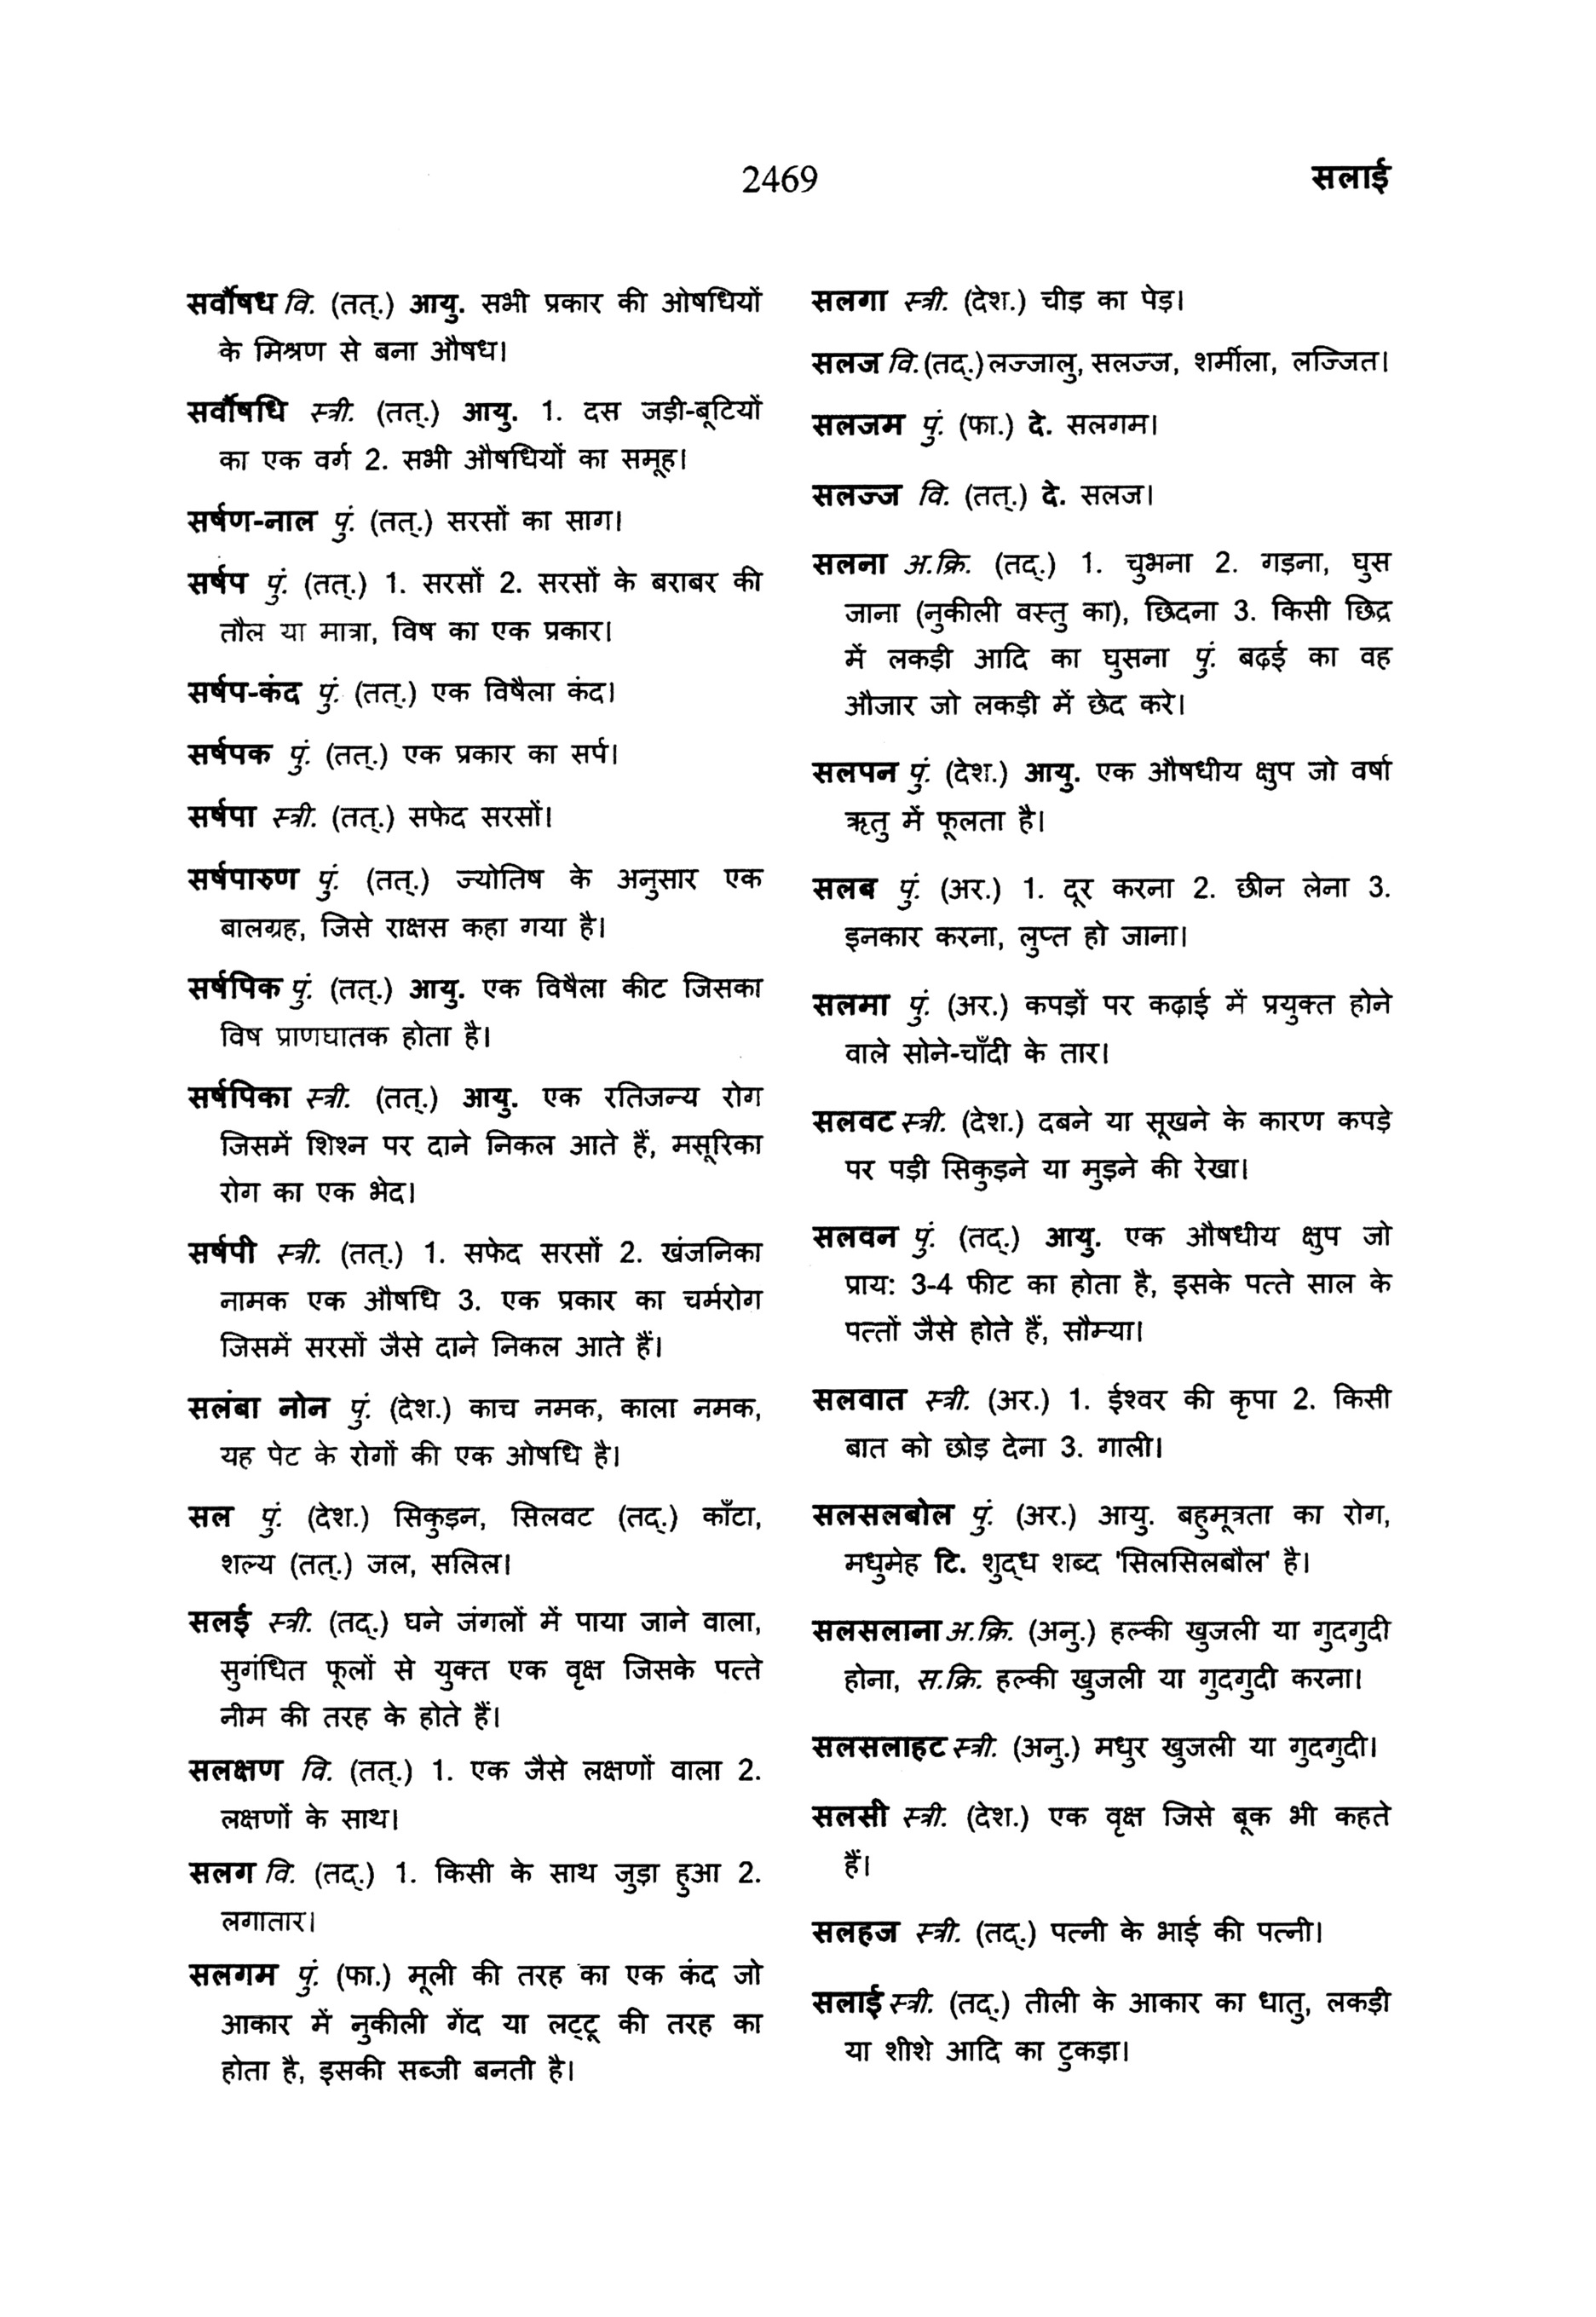 2469
सलाई
सर्वौषध वि. (तत्.) आयु. सभी प्रकार की ओषधियों
के मिश्रण से बना औषध।
सर्वौषधि स्त्री. (तत्.) आयु. 1. दस जड़ी-बूटियों
का एक वर्ग 2. सभी औषधियों का समूह।
सर्षण-नाल पुं. (तत्.) सरसों का साग।
सर्षप पुं. (तत्.) 1. सरसों 2. सरसों के बराबर की
तौल या मात्रा, विष का एक प्रकार।
सर्षप-कंद पुं. (तत्.) एक विषैला कंद।
सर्षपक पुं. (तत्.) एक प्रकार का सर्प।
सर्षपा स्त्री. (तत्.) सफेद सरसों।
सर्षपारुण पुं. (तत्.) ज्योतिष के अनुसार एक
बालग्रह, जिसे राक्षस कहा गया है।
सर्षपिक पुं. (तत्.) आयु. एक विषैला कीट जिसका
विष प्राणघातक होता है।
सर्षपिका स्त्री. (तत्.) आयु. एक रतिजन्य रोग
जिसमें शिश्न पर दाने निकल आते हैं, मसूरिका
रोग का एक भेद।
सर्षपी स्त्री. (तत्.) 1. सफेद सरसों 2. खंजनिका
नामक एक औषधि 3. एक प्रकार का चर्मरोग
जिसमें सरसों जैसे दाने निकल आते हैं।
सलंबा नोन पुं. (देश.) काच नमक, काला नमक,
यह पेट के रोगों की एक ओषधि है।
सल पुं. (देश.) सिकुड़न, सिलवट (तद्.) काँटा,
शल्य (तत्.) जल, सलिल।
सलई स्त्री. (तद्.) घने जंगलों में पाया जाने वाला,
सुगंधित फूलों से युक्त एक वृक्ष जिसके पत्ते
नीम की तरह के होते हैं।
सलक्षण वि. (तत्.) 1. एक जैसे लक्षणों वाला 2.
लक्षणों के साथ।
सलग वि. (तद्.) 1. किसी के साथ जुड़ा हुआ 2.
लगातार।
सलगम पुं. (फा.) मूली की तरह का एक कंद जो
आकार में नुकीली गेंद या लट्टू की तरह का
होता है, इसकी सब्जी बनती है।
सलगा स्त्री. (देश.) चीड़ का पेड़।
सलज वि.(तद्.)लज्जालु, सलज्ज, शर्मीला, लज्जित।
सलजम पुं. (फा.) दे. सलगम।
सलज्ज वि. (तत्.) दे. सलज।
सलना अ.क्रि. (तद्.) 1. चुभना 2. गड़ना, घुस
जाना (नुकीली वस्तु का), छिदना 3. किसी छिद्र
में लकड़ी आदि का घुसना पुं. बढ़ई का वह
औजार जो लकड़ी में छेद करे।
सलपन पुं. (देश.) आयु. एक औषधीय क्षुप जो वर्षा
ऋतु में फूलता है।
सलब पुं. (अर.) 1. दूर करना 2. छीन लेना 3.
इनकार करना, लुप्त हो जाना।
सलमा पुं. (अर.) कपड़ों पर कढ़ाई में प्रयुक्त होने
वाले सोने-चाँदी के तार।
सलवट स्त्री. (देश.) दबने या सूखने के कारण कपड़े
पर पड़ी सिकुड़ने या मुड़ने की रेखा।
सलवन पुं. (तद्.) आयु. एक औषधीय क्षुप जो
प्राय: 3-4 फीट का होता है, इसके पत्ते साल के
पत्तों जैसे होते हैं, सौम्या।
सलवात स्त्री. (अर.) 1. ईश्वर की कृपा 2. किसी
बात को छोड़ देना 3. गाली।
सलसलबोल पुं. (अर.) आयु. बहुमूत्रता का रोग,
मधुमेह टि. शुद्ध शब्द 'सिलसिलबौल' है।
सलसलाना अ.क्रि. (अनु.) हल्की खुजली या गुदगुदी
होना, स.क्रि. हल्की खुजली या गुदगुदी करना।
सलसलाहट स्त्री. (अनु.) मधुर खुजली या गुदगुदी।
सलसी स्त्री. (देश.) एक वृक्ष जिसे बूक भी कहते
हैं।
सलहज स्त्री. (तद्.) पत्नी के भाई की पत्नी।
सलाई स्त्री. (तद्.) तीली के आकार का धातु, लकड़ी
या शीशे आदि का टुकड़ा।